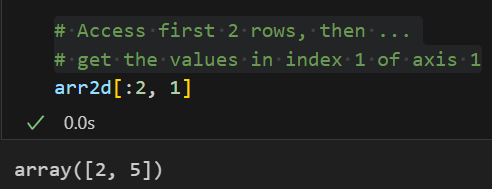 # Access first 2 rows, then ...
# get the values in index 1 of axis 1
arr2d[:2, 1]
✓ 0.0s
array([2, 5])